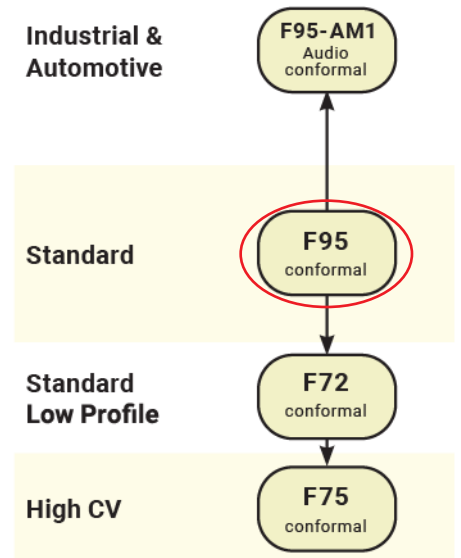 Industrial &
Automotive
F95-AM1
Audio
conformal
Standard
F95
conformal
Standard
Low Profile
F72
conformal
High CV
F75
conformal